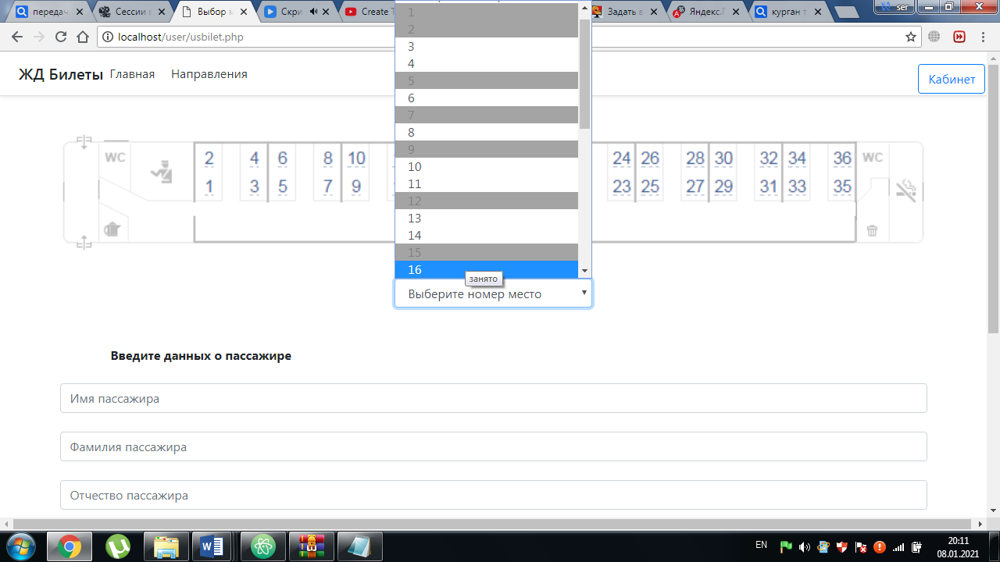 передач
Сессии в
Выбор м
Скри
Create T
Задать в
Яндекс.
курган т
ser
localhost/user/usbilet.php
ЖД Билеты Главная Направления
Кабинет
1
2
3
4
5
6
7
8
9
10
11
12
13
14
15
16
занято
Выберите номер место
WC 2 4 6 8 10 24 26 28 30 32 34 36 WC
1 3 5 7 9 23 25 27 29 31 33 35
Введите данных о пассажире
Имя пассажира
Фамилия пассажира
Отчество пассажира
EN
20:11
08.01.2021